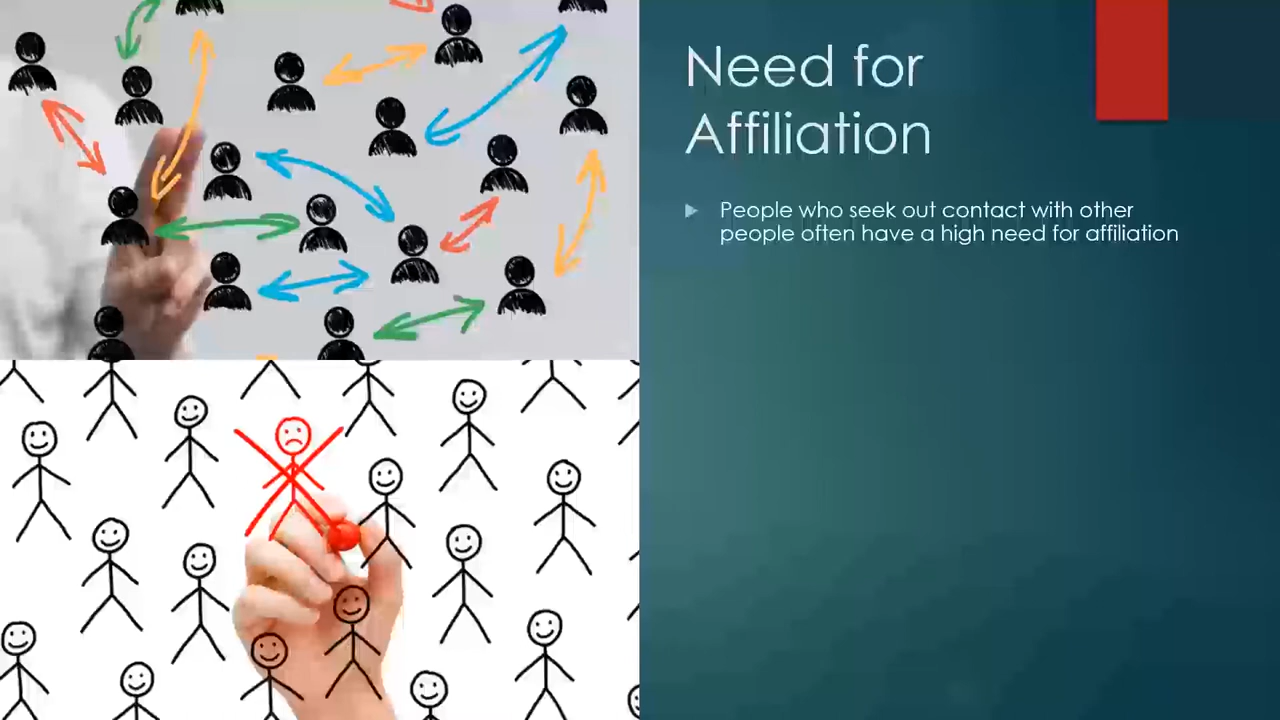 Need for
Affiliation
People who seek out contact with other
people often have a high need for affiliation